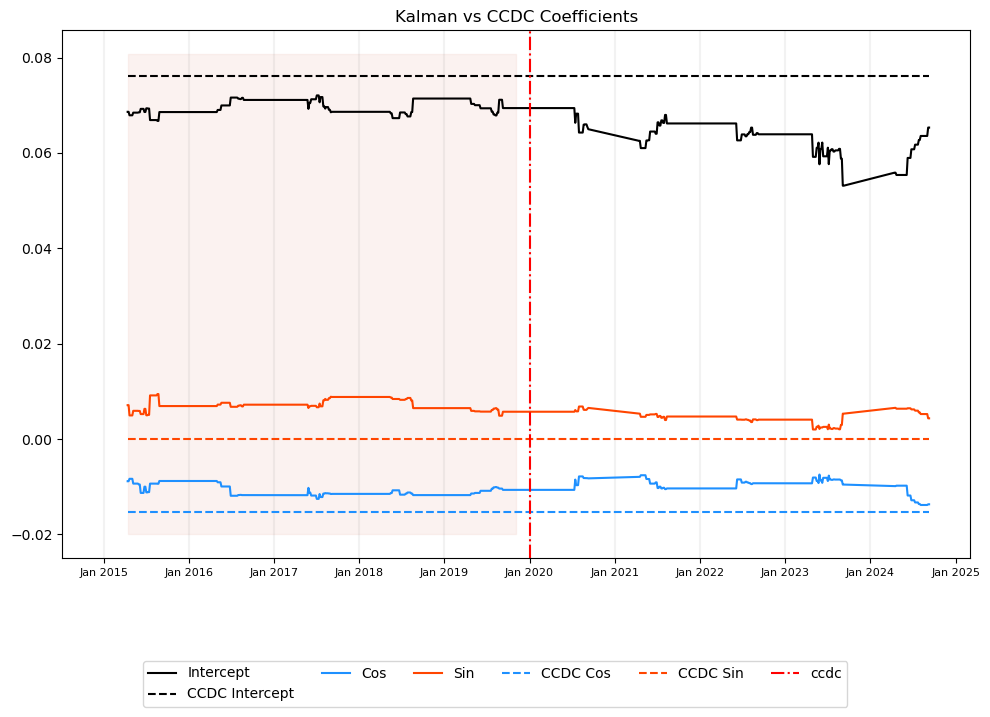 Kalman vs CCDC Coefficients
0.08
0.06
0.04
0.02
0.00
−0.02
Jan 2015 Jan 2016 Jan 2017 Jan 2018 Jan 2019 Jan 2020 Jan 2021 Jan 2022 Jan 2023 Jan 2024 Jan 2025
Intercept Cos Sin CCDC Cos CCDC Sin ccdc
CCDC Intercept